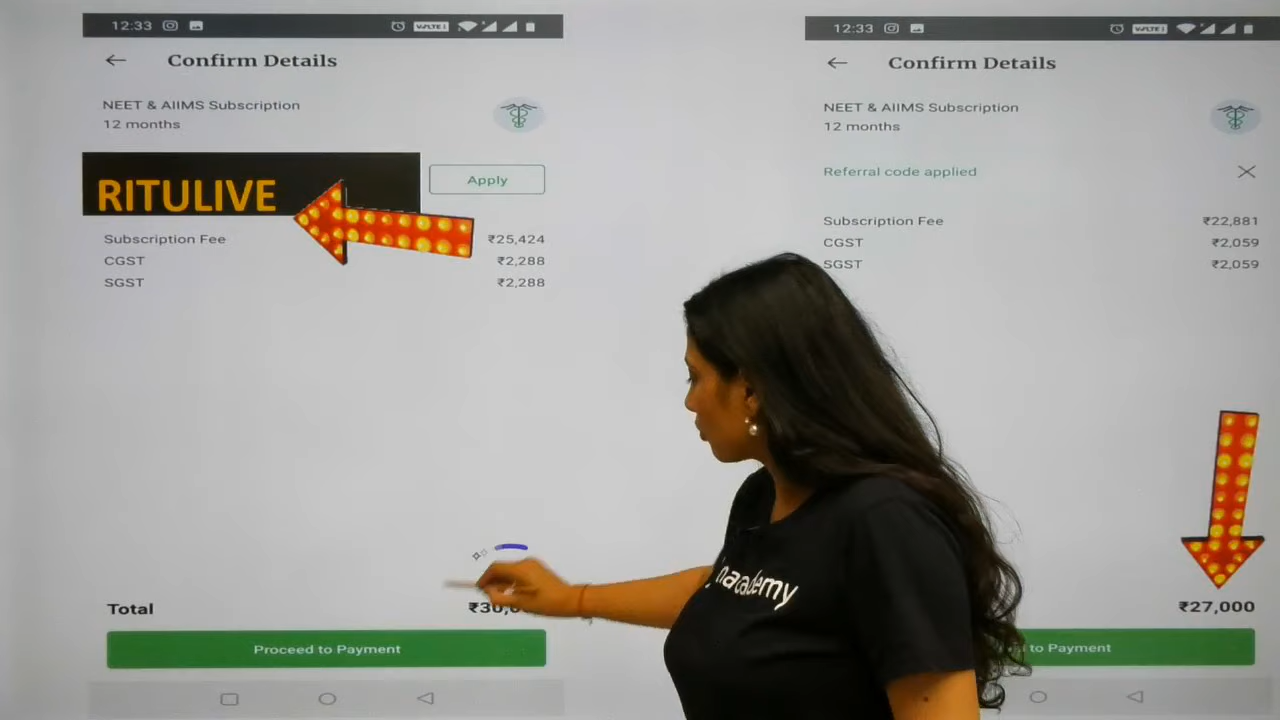 12:33 VoLTE
Confirm Details
NEET & AIIMS Subscription
12 months
RITULIVE
Apply
Subscription Fee ₹25,424
CGST ₹2,288
SGST ₹2,288
Total
Proceed to Payment
12:33 VoLTE
Confirm Details
NEET & AIIMS Subscription
12 months
Referral code applied
Subscription Fee ₹22,881
CGST ₹2,059
SGST ₹2,059
₹27,000
to Payment